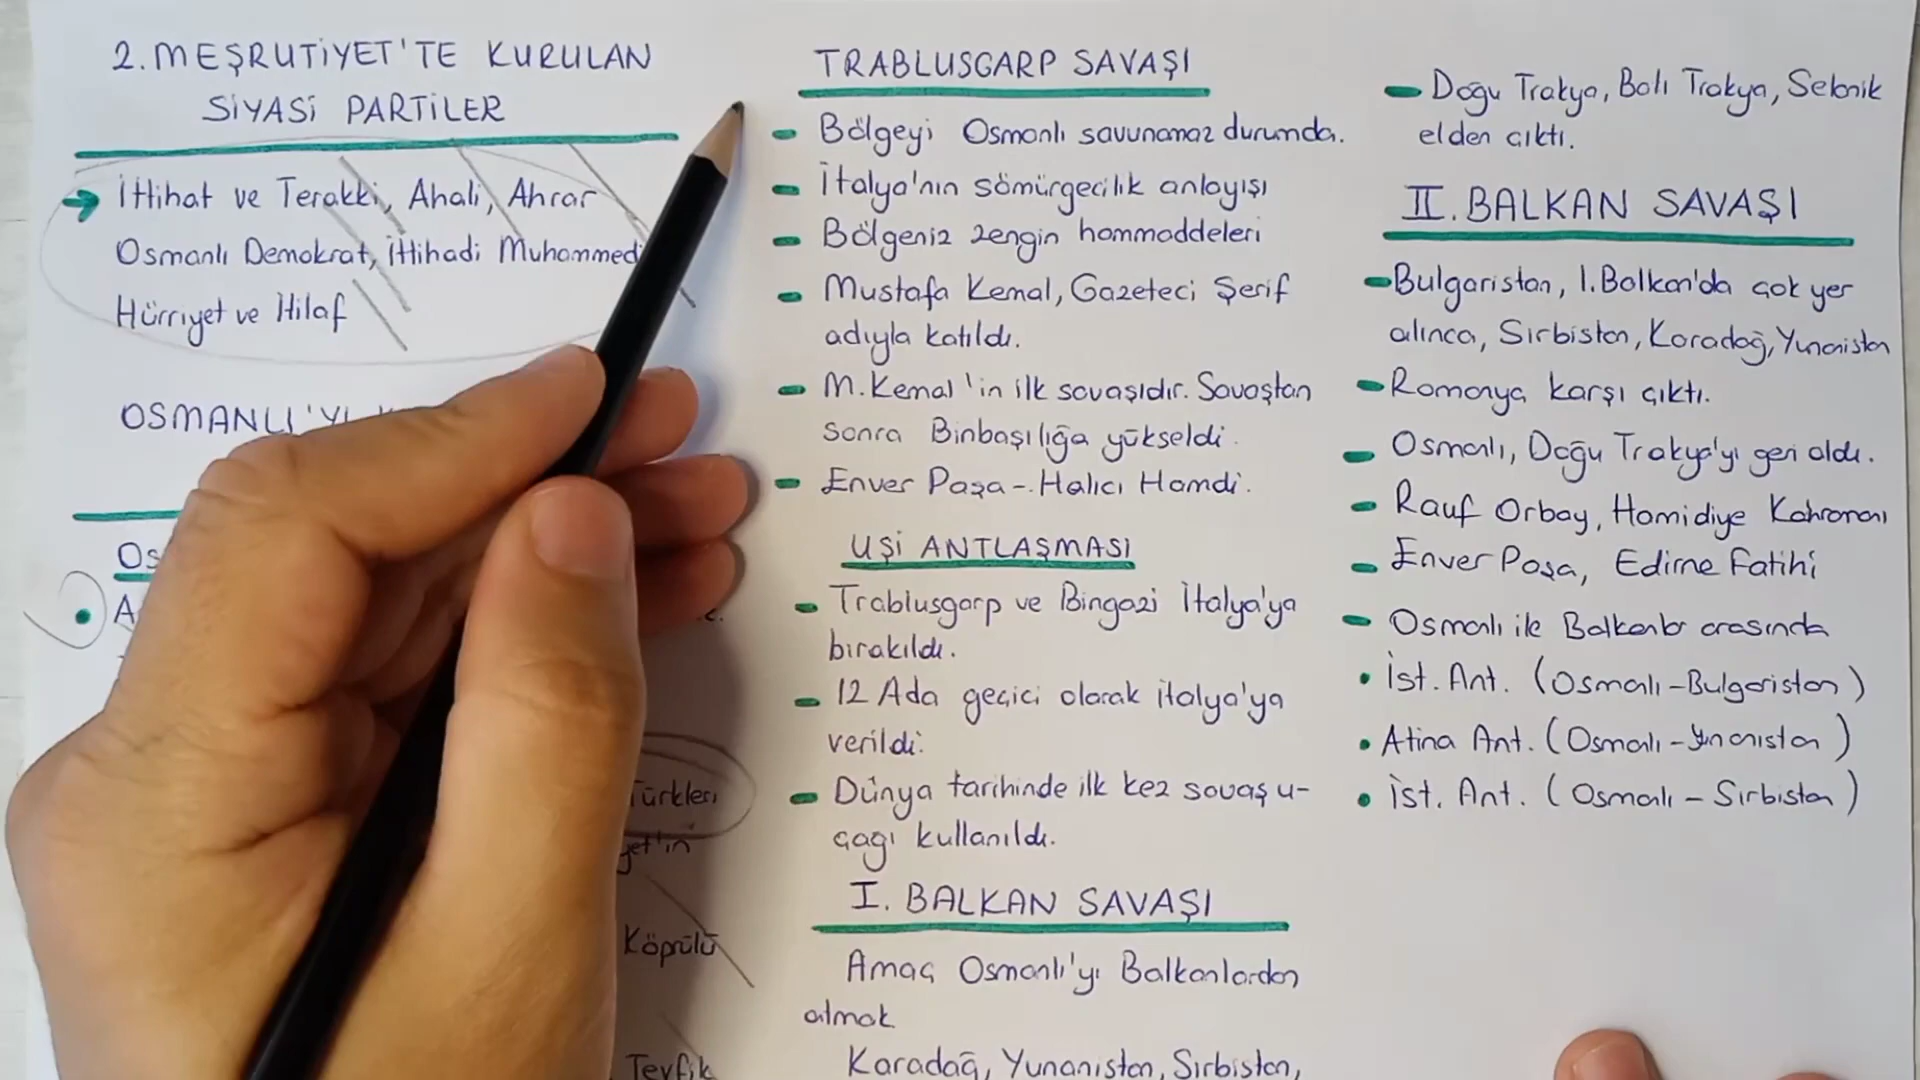 2. MEŞRUTİYET'TE KURULAN
SİYASİ PARTİLER
İttihat ve Terakki, Ahali, Ahrar
Osmanlı Demokrat, İttihadi Muhammedi
Hürriyet ve Hilaf
OSMANLI'YI
Türkleri
yet'in
Köprülü
Tevfik
TRABLUSGARP SAVAŞI
- Bölgeyi Osmanlı savunamaz durumda.
- İtalya'nın sömürgecilik anlayışı
- Bölgeniz zengin hammaddeleri
- Mustafa Kemal, Gazeteci Şerif
adıyla katıldı.
- M. Kemal'in ilk savaşıdır. Savaştan
sonra Binbaşılığa yükseldi.
- Enver Paşa-. Halıcı Hamdi.
UŞİ ANTLAŞMASI
- Trablusgarp ve Bingazi İtalya'ya
bırakıldı.
- 12 Ada geçici olarak italya'ya
verildi.
- Dünya tarihinde ilk kez savaş u-
çağı kullanıldı.
I. BALKAN SAVAŞI
Amaç Osmanlı'yı Balkanlardan
atmak
Karadağ, Yunanistan, Sırbistan,
- Doğu Trakya, Batı Trakya, Selanik
elden çıktı.
II. BALKAN SAVAŞI
- Bulgaristan, I. Balkan'da çok yer
alınca, Sırbistan, Karadağ, Yunanistan
- Romanya karşı çıktı.
- Osmanlı, Doğu Trakya'yı geri aldı.
- Rauf Orbay, Hamidiye Kahramanı
- Enver Paşa, Edirne Fatihi
- Osmanlı ile Balkanlar arasında
• İst. Ant. (Osmanlı-Bulgaristan)
• Atina Ant. (Osmanlı-Yunanistan)
• İst. Ant. (Osmanlı - Sırbistan)